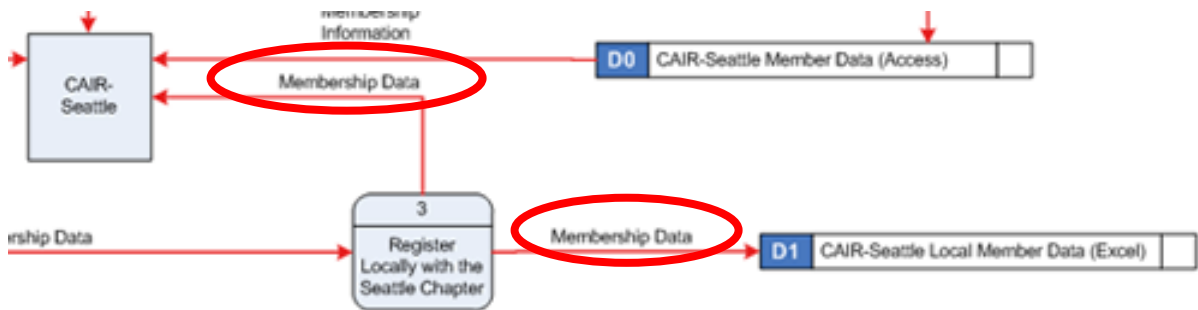 Membership
Information
D0 CAIR-Seattle Member Data (Access)
CAIR-
Seattle
Membership Data
3
Register
Locally with the
Seattle Chapter
rship Data
Membership Data
D1 CAIR-Seattle Local Member Data (Excel)